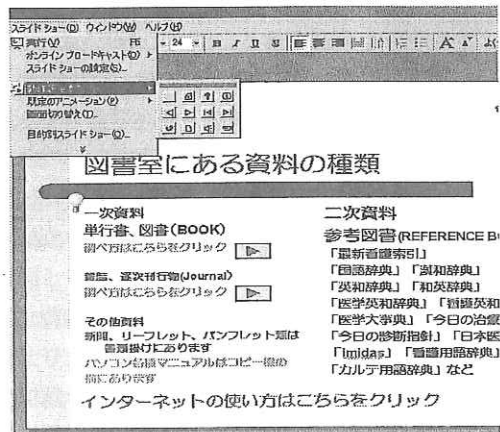 スライド ショー(D) ウィンドウ(W) ヘルプ(H)
実行(V) F5
オンライン ブロードキャスト(O)
スライド ショーの設定(S)...
既定のアニメーション(P)
画面切り替え(T)...
目的別スライド ショー(O)...
24
B I U S
図書室にある資料の種類
一次資料
単行書、図書(BOOK)
調べ方はこちらをクリック
雑誌、逐次刊行物(Journal)
調べ方はこちらをクリック
その他資料
新聞、リーフレット、パンフレット類は
書類掛けにあります
パソコン各種マニュアルはコピー機の
横にあります
二次資料
参考図書(REFERENCE B
「最新看護索引」
「国語辞典」「漢和辞典」
「英和辞典」「和英辞典」
「医学英和辞典」「看護英和
「医学大事典」「今日の治療
「今日の診断指針」「日本医
「Imidas」「看護用語辞典」
「カルテ用語辞典」など
インターネットの使い方はこちらをクリック